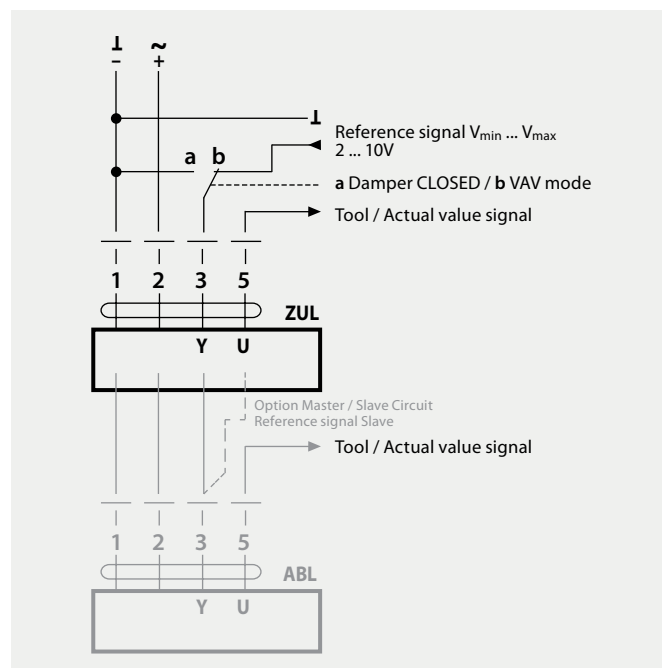 ⊥ ~
– +
⊥
Reference signal Vmin ... Vmax
2 ... 10V
a b
a Damper CLOSED / b VAV mode
Tool / Actual value signal
1 2 3 5
ZUL
Y U
Option Master / Slave Circuit
Reference signal Slave
Tool / Actual value signal
1 2 3 5
ABL
Y U